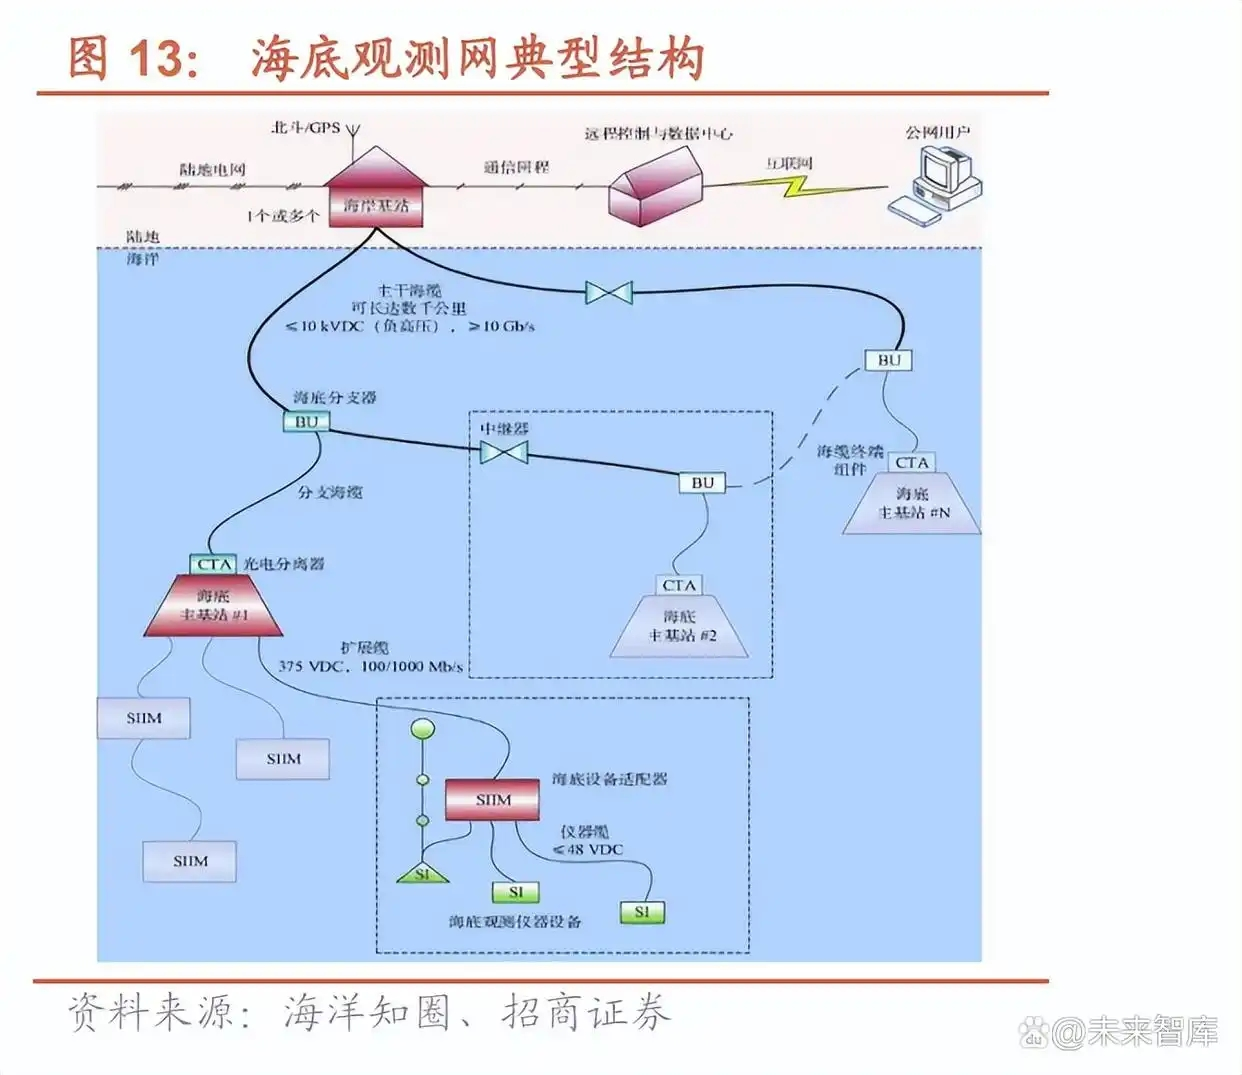 图 13： 海底观测网典型结构
北斗/GPS
远程控制与数据中心
公网用户
陆地电网
通信网程
互联网
海岸基站
1个或多个
陆地
海洋
主干海缆
可长达数千公里
≤10 kVDC（负高压），≥10 Gb/s
BU
海底分支器
BU
中继器
海缆终端
组件
CTA
BU
分支海缆
海底
主基站 #N
CTA
光电分离器
CTA
海底
主基站 #1
海底
主基站 #2
扩展缆
375 VDC，100/1000 Mb/s
SIIM
SIIM
海底设备适配器
SIIM
仪器缆
≤48 VDC
SIIM
SI
SI
SI
海底观测仪器设备
资料来源：海洋知圈、招商证券
du @未来智库